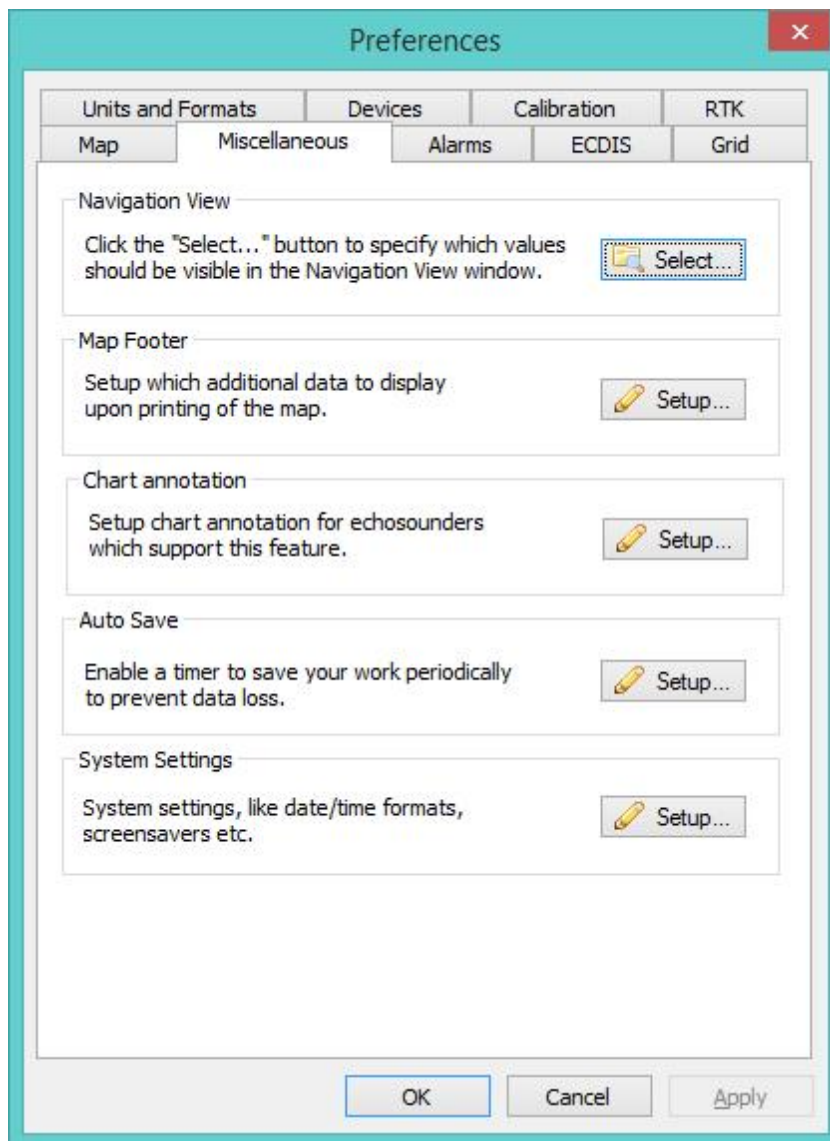 Preferences
Units and Formats Devices Calibration RTK
Map Miscellaneous Alarms ECDIS Grid
Navigation View
Click the "Select..." button to specify which values
should be visible in the Navigation View window.
Select...
Map Footer
Setup which additional data to display
upon printing of the map.
Setup...
Chart annotation
Setup chart annotation for echosounders
which support this feature.
Setup...
Auto Save
Enable a timer to save your work periodically
to prevent data loss.
Setup...
System Settings
System settings, like date/time formats,
screensavers etc.
Setup...
OK Cancel Apply